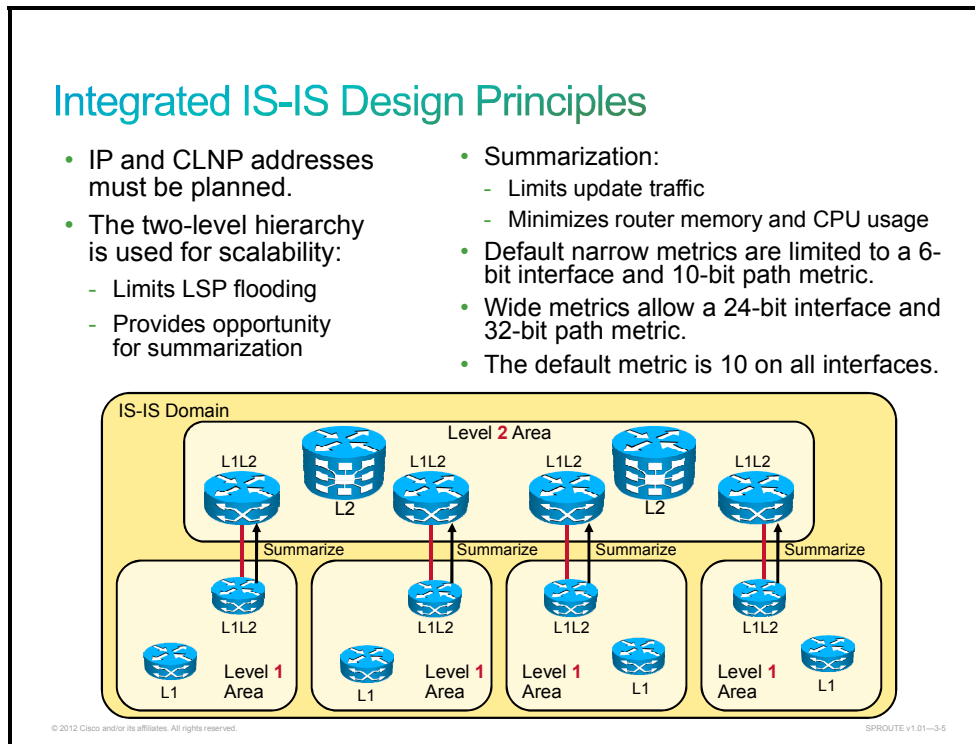 Integrated IS-IS Design Principles
• IP and CLNP addresses
must be planned.
• The two-level hierarchy
is used for scalability:
- Limits LSP flooding
- Provides opportunity
for summarization
• Summarization:
- Limits update traffic
- Minimizes router memory and CPU usage
• Default narrow metrics are limited to a 6-
bit interface and 10-bit path metric.
• Wide metrics allow a 24-bit interface and
32-bit path metric.
• The default metric is 10 on all interfaces.
IS-IS Domain
Level 2 Area
L1L2
L1L2
L1L2
L1L2
L2
L2
Summarize
Summarize
Summarize
Summarize
L1L2
L1L2
L1L2
L1L2
L1
Level 1
Area
L1
Level 1
Area
Level 1
Area
L1
Level 1
Area
L1
© 2012 Cisco and/or its affiliates. All rights reserved.
SPROUTE v1.01—3-5